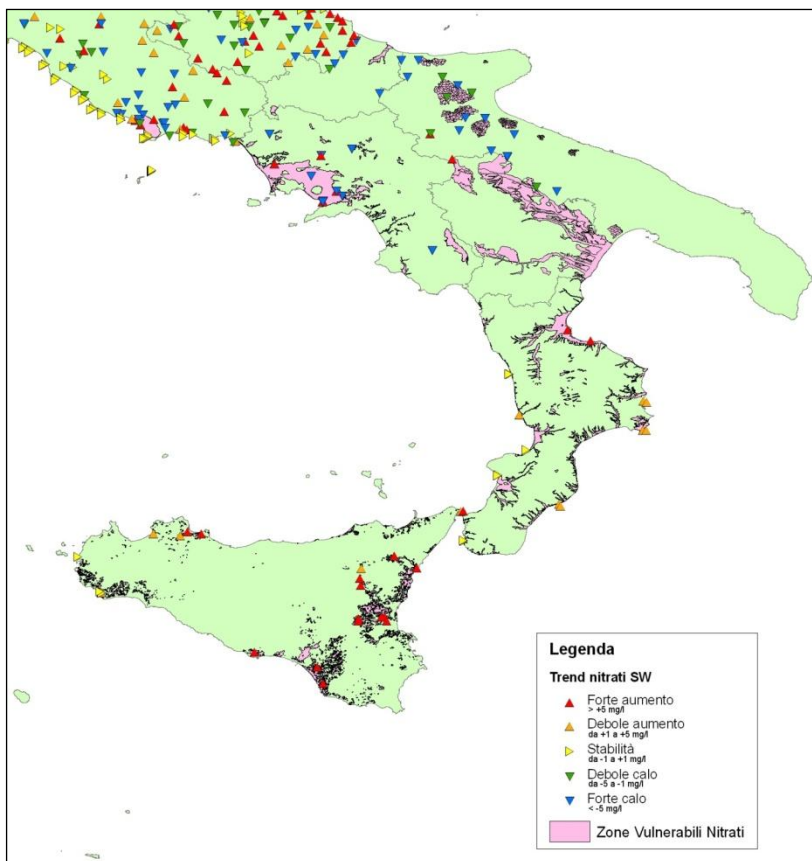 Legenda
Trend nitrati SW
Forte aumento
> +5 mg/l
Debole aumento
da +1 a +5 mg/l
Stabilità
da -1 a +1 mg/l
Debole calo
da -5 a -1 mg/l
Forte calo
< -5 mg/l
Zone Vulnerabili Nitrati